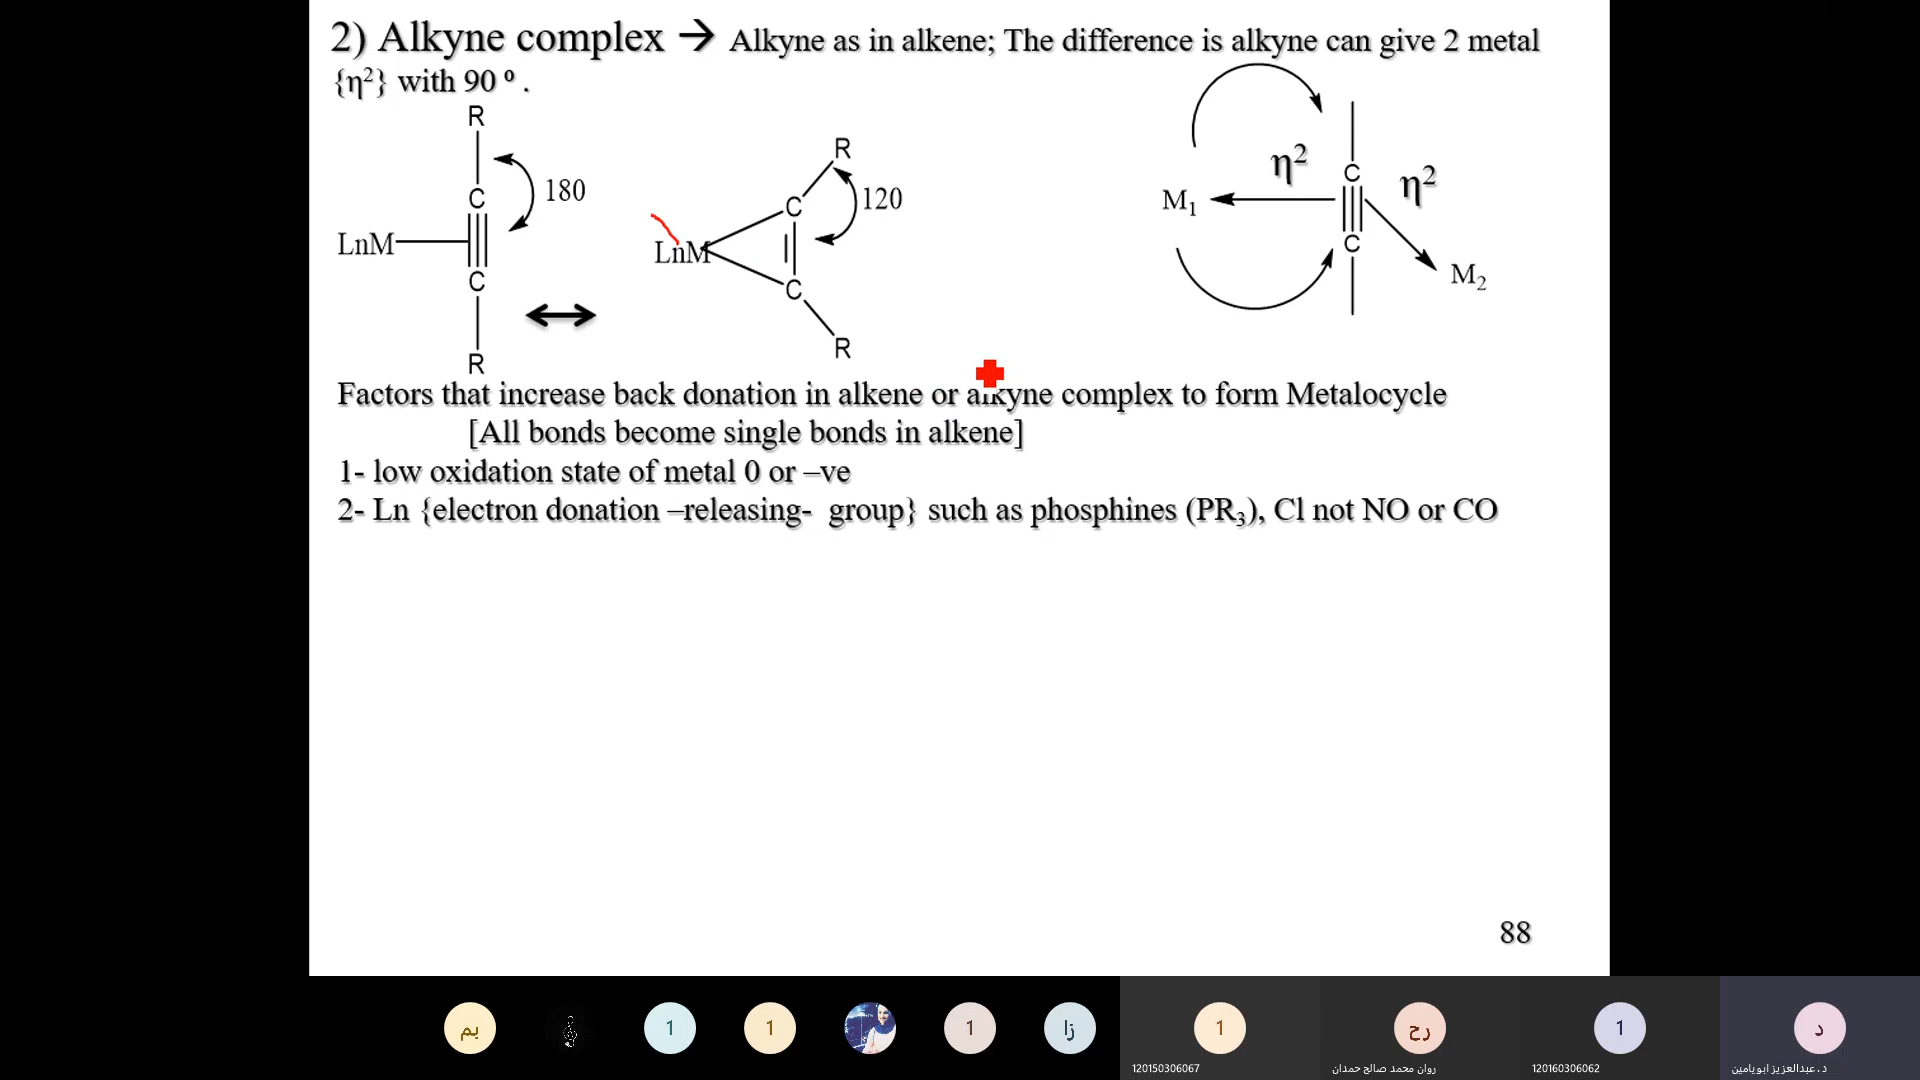 2) Alkyne complex → Alkyne as in alkene; The difference is alkyne can give 2 metal
{η²} with 90 º .
R
C
C
R
180
LnM
LnM
C
C
R
R
120
M₁
η²
C
C
η²
M₂
Factors that increase back donation in alkene or alkyne complex to form Metalocycle
[All bonds become single bonds in alkene]
1- low oxidation state of metal 0 or –ve
2- Ln {electron donation –releasing- group} such as phosphines (PR₃), Cl not NO or CO
88
بم
1
1
1
زا
1
رح
1
د
120150306067
روان محمد صالح حمدان
120160306062
د.عبدالعزيز ابويامين